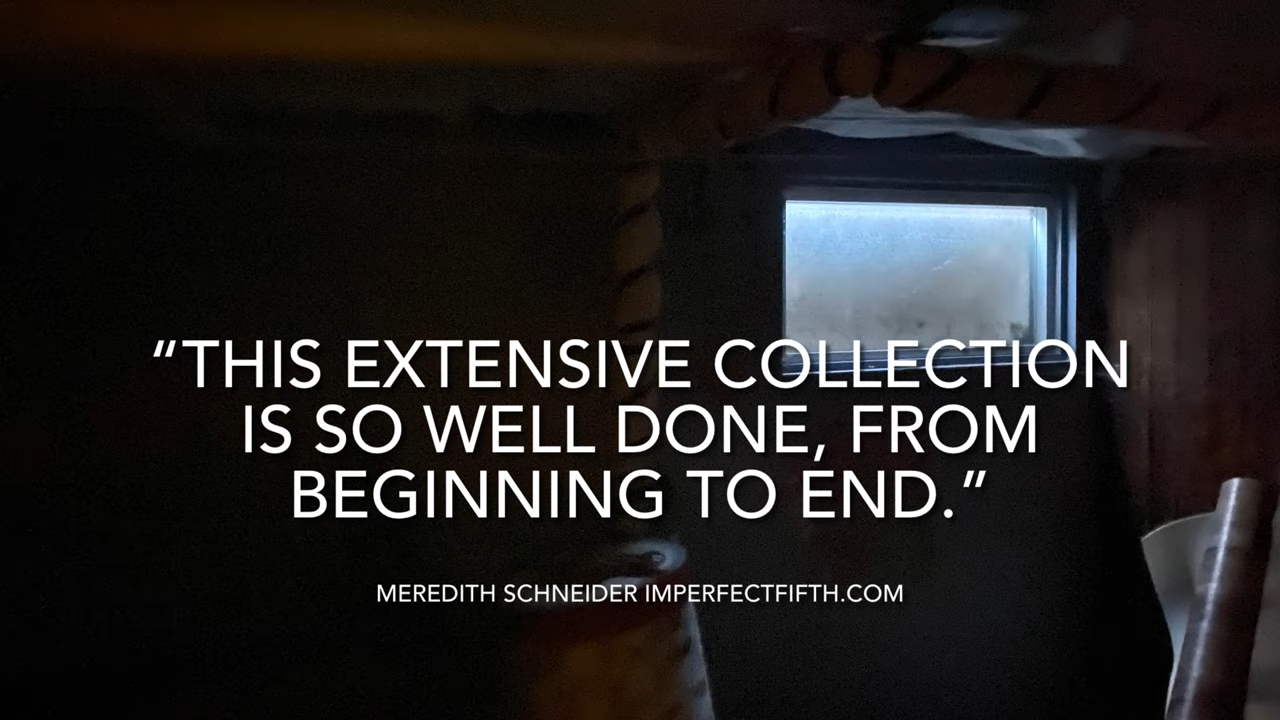 “THIS EXTENSIVE COLLECTION
IS SO WELL DONE, FROM
BEGINNING TO END.”
MEREDITH SCHNEIDER IMPERFECTFIFTH.COM